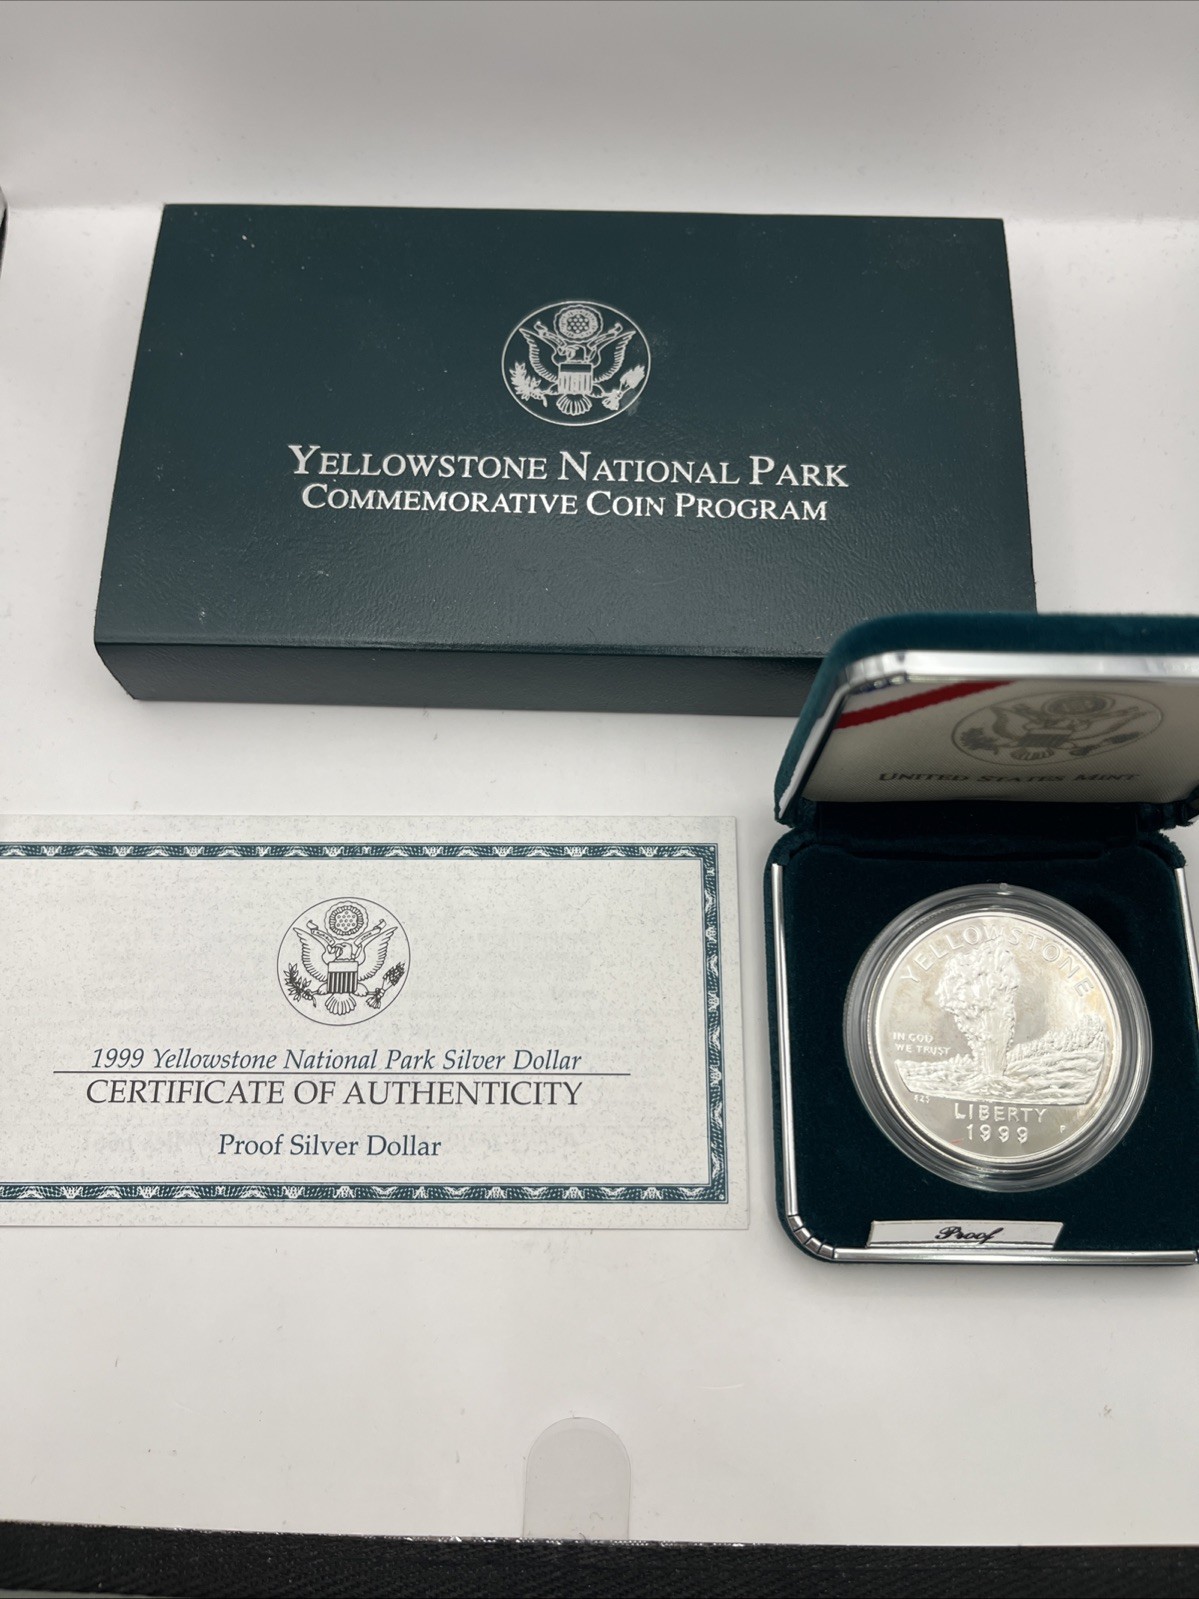 YELLOWSTONE NATIONAL PARK
COMMEMORATIVE COIN PROGRAM
UNITED STATES MINT
1999 Yellowstone National Park Silver Dollar
CERTIFICATE OF AUTHENTICITY
Proof Silver Dollar
YELLOWSTONE
IN GOD
WE TRUST
LIBERTY
1999
P
Proof